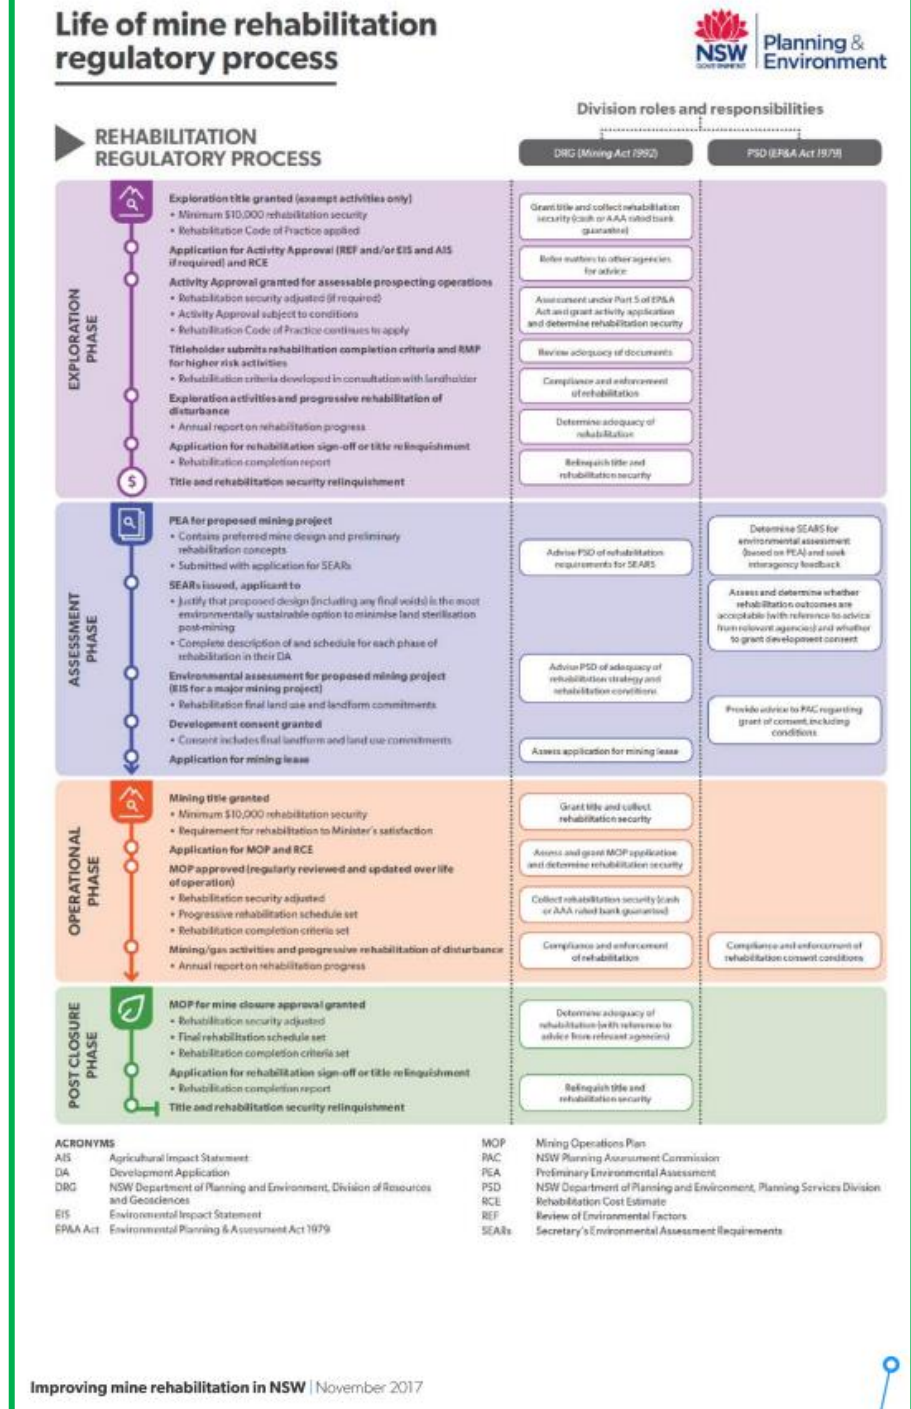 Life of mine rehabilitation
regulatory process
NSW
GOVERNMENT
Planning &
Environment
Division roles and responsibilities
REHABILITATION
REGULATORY PROCESS
DRG (Mining Act 1992)
PSD (EP&A Act 1979)
EXPLORATION
PHASE
Exploration title granted (exempt activities only)
• Minimum $10,000 rehabilitation security
• Rehabilitation Code of Practice applied
Application for Activity Approval (REF and/or EIS and AIS
if required) and RCE
Activity Approval granted for assessable prospecting operations
• Rehabilitation security adjusted (if required)
• Activity Approval subject to conditions
• Rehabilitation Code of Practice continues to apply
Titleholder submits rehabilitation completion criteria and RMP
for higher risk activities
• Rehabilitation criteria developed in consultation with landholder
Exploration activities and progressive rehabilitation of
disturbance
• Annual report on rehabilitation progress
Application for rehabilitation sign-off or title relinquishment
• Rehabilitation completion report
$
Title and rehabilitation security relinquishment
Grant title and collect rehabilitation
security (cash or AAA rated bank
guarantee)
Refer matters to other agencies
for advice
Assessment under Part 5 of EP&A
Act and grant activity application
and determine rehabilitation security
Review adequacy of documents
Compliance and enforcement
of rehabilitation
Determine adequacy of
rehabilitation
Relinquish title and
rehabilitation security
ASSESSMENT
PHASE
PEA for proposed mining project
• Contains preferred mine design and preliminary
rehabilitation concepts
• Submitted with application for SEARs
SEARs issued, applicant to
• Justify that proposed design (including any final voids) is the most
environmentally sustainable option to minimise land sterilisation
post-mining
• Complete description of and schedule for each phase of
rehabilitation in their DA
Environmental assessment for proposed mining project
(EIS for a major mining project)
• Rehabilitation final land use and landform commitments
Development consent granted
• Consent includes final landform and land use commitments
Application for mining lease
Advise PSD of rehabilitation
requirements for SEARS
Advise PSD of adequacy of
rehabilitation strategy and
rehabilitation conditions
Assess application for mining lease
Determine SEARS for
environmental assessment
(based on PEA) and seek
interagency feedback
Assess and determine whether
rehabilitation outcomes are
acceptable (with reference to advice
from relevant agencies) and whether
to grant development consent
Provide advice to PAC regarding
grant of consent, including
conditions
OPERATIONAL
PHASE
Mining title granted
• Minimum $10,000 rehabilitation security
• Requirement for rehabilitation to Minister's satisfaction
Application for MOP and RCE
MOP approved (regularly reviewed and updated over life
of operation)
• Rehabilitation security adjusted
• Progressive rehabilitation schedule set
• Rehabilitation completion criteria set
Mining/gas activities and progressive rehabilitation of disturbance
• Annual report on rehabilitation progress
Grant title and collect
rehabilitation security
Assess and grant MOP application
and determine rehabilitation security
Collect rehabilitation security (cash
or AAA rated bank guarantee)
Compliance and enforcement
of rehabilitation
Compliance and enforcement of
rehabilitation consent conditions
POST CLOSURE
PHASE
MOP for mine closure approval granted
• Rehabilitation security adjusted
• Final rehabilitation schedule set
• Rehabilitation completion criteria set
Application for rehabilitation sign-off or title relinquishment
• Rehabilitation completion report
Title and rehabilitation security relinquishment
Determine adequacy of
rehabilitation (with reference to
advice from relevant agencies)
Relinquish title and
rehabilitation security
ACRONYMS
AIS Agricultural Impact Statement
DA Development Application
DRG NSW Department of Planning and Environment, Division of Resources
and Geosciences
EIS Environmental Impact Statement
EP&A Act Environmental Planning & Assessment Act 1979
MOP Mining Operations Plan
PAC NSW Planning Assessment Commission
PEA Preliminary Environmental Assessment
PSD NSW Department of Planning and Environment, Planning Services Division
RCE Rehabilitation Cost Estimate
REF Review of Environmental Factors
SEARs Secretary's Environmental Assessment Requirements
Improving mine rehabilitation in NSW | November 2017